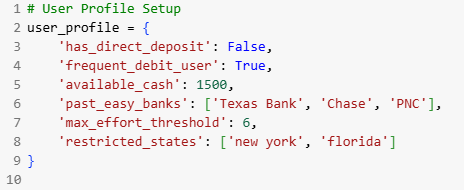 1 # User Profile Setup
2 user_profile = {
3     'has_direct_deposit': False,
4     'frequent_debit_user': True,
5     'available_cash': 1500,
6     'past_easy_banks': ['Texas Bank', 'Chase', 'PNC'],
7     'max_effort_threshold': 6,
8     'restricted_states': ['new york', 'florida']
9 }
10